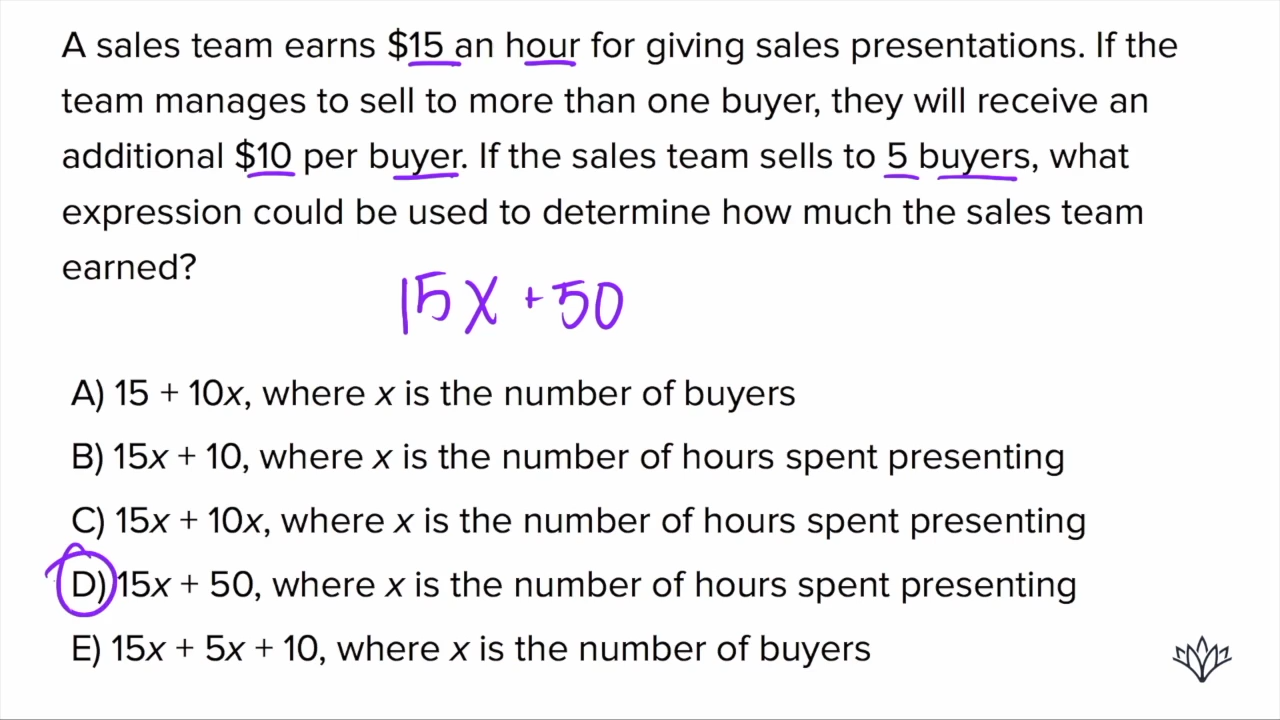 A sales team earns $15 an hour for giving sales presentations. If the
team manages to sell to more than one buyer, they will receive an
additional $10 per buyer. If the sales team sells to 5 buyers, what
expression could be used to determine how much the sales team
earned?
15x + 50
A) 15 + 10x, where x is the number of buyers
B) 15x + 10, where x is the number of hours spent presenting
C) 15x + 10x, where x is the number of hours spent presenting
D) 15x + 50, where x is the number of hours spent presenting
E) 15x + 5x + 10, where x is the number of buyers